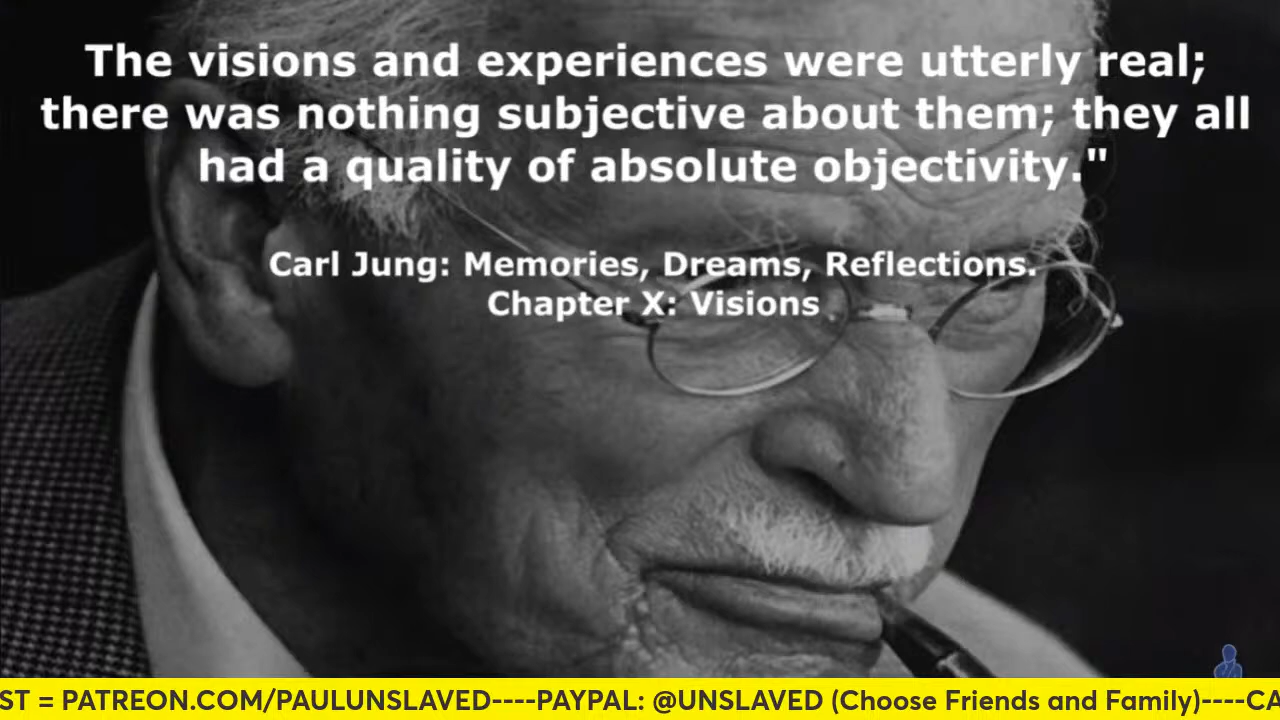 The visions and experiences were utterly real;
there was nothing subjective about them; they all
had a quality of absolute objectivity."
Carl Jung: Memories, Dreams, Reflections.
Chapter X: Visions
ST = PATREON.COM/PAULUNSLAVED----PAYPAL: @UNSLAVED (Choose Friends and Family)----CA